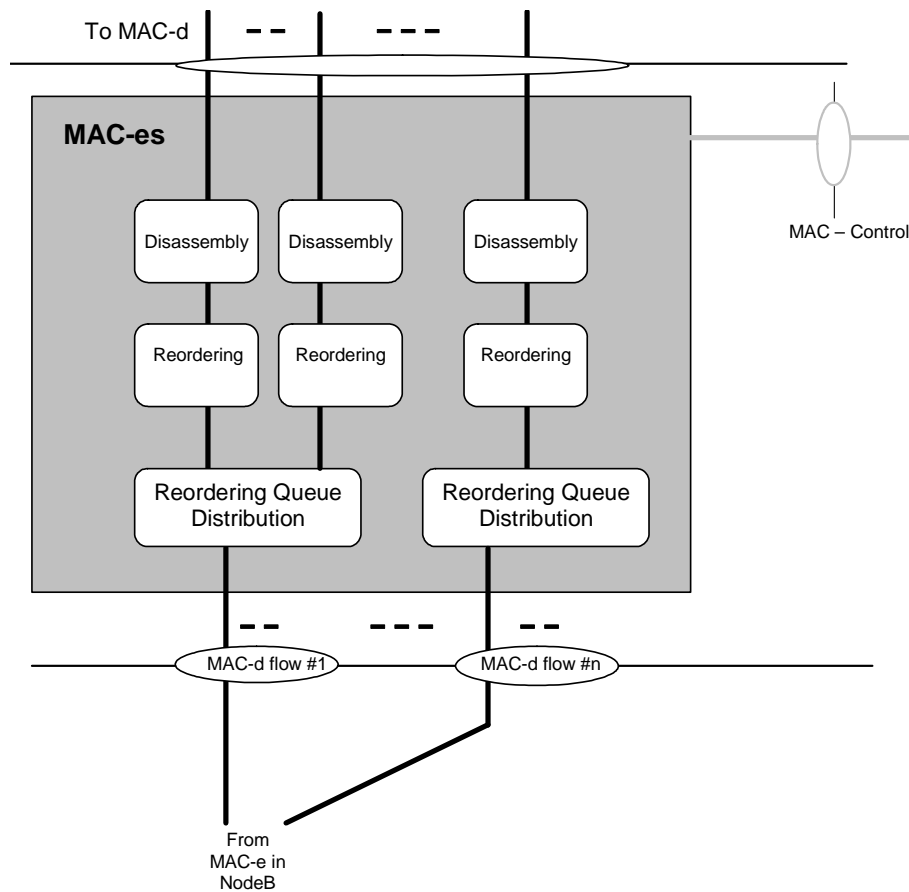 To MAC-d
MAC-es
MAC – Control
Disassembly
Disassembly
Disassembly
Reordering
Reordering
Reordering
Reordering Queue
Distribution
Reordering Queue
Distribution
MAC-d flow #1
MAC-d flow #n
From
MAC-e in
NodeB